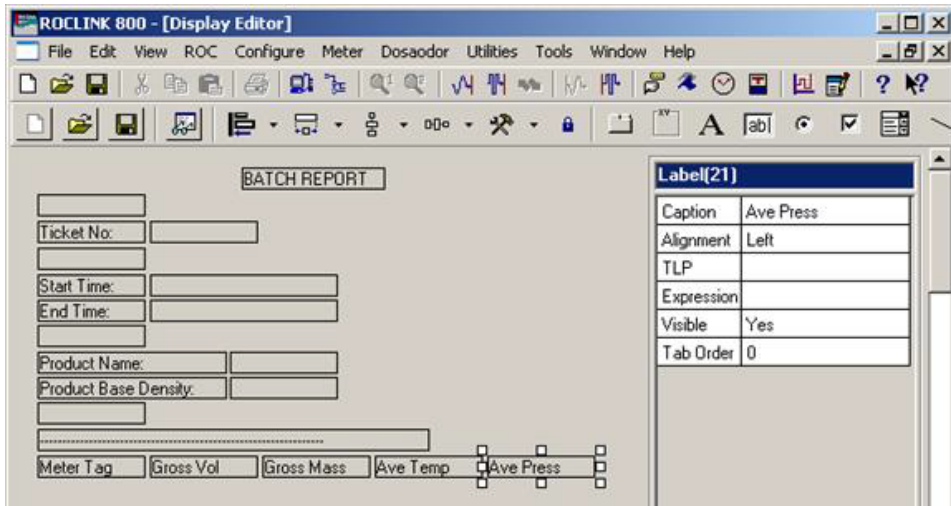 ROCLINK 800 - [Display Editor]
File Edit View ROC Configure Meter Dosaodor Utilities Tools Window Help
XY A ab|
BATCH REPORT
Ticket No:
Start Time:
End Time:
Product Name:
Product Base Density:
--------------------------------------------------------------
Meter Tag Gross Vol Gross Mass Ave Temp Ave Press
Label(21)
Caption Ave Press
Alignment Left
TLP
Expression
Visible Yes
Tab Order 0